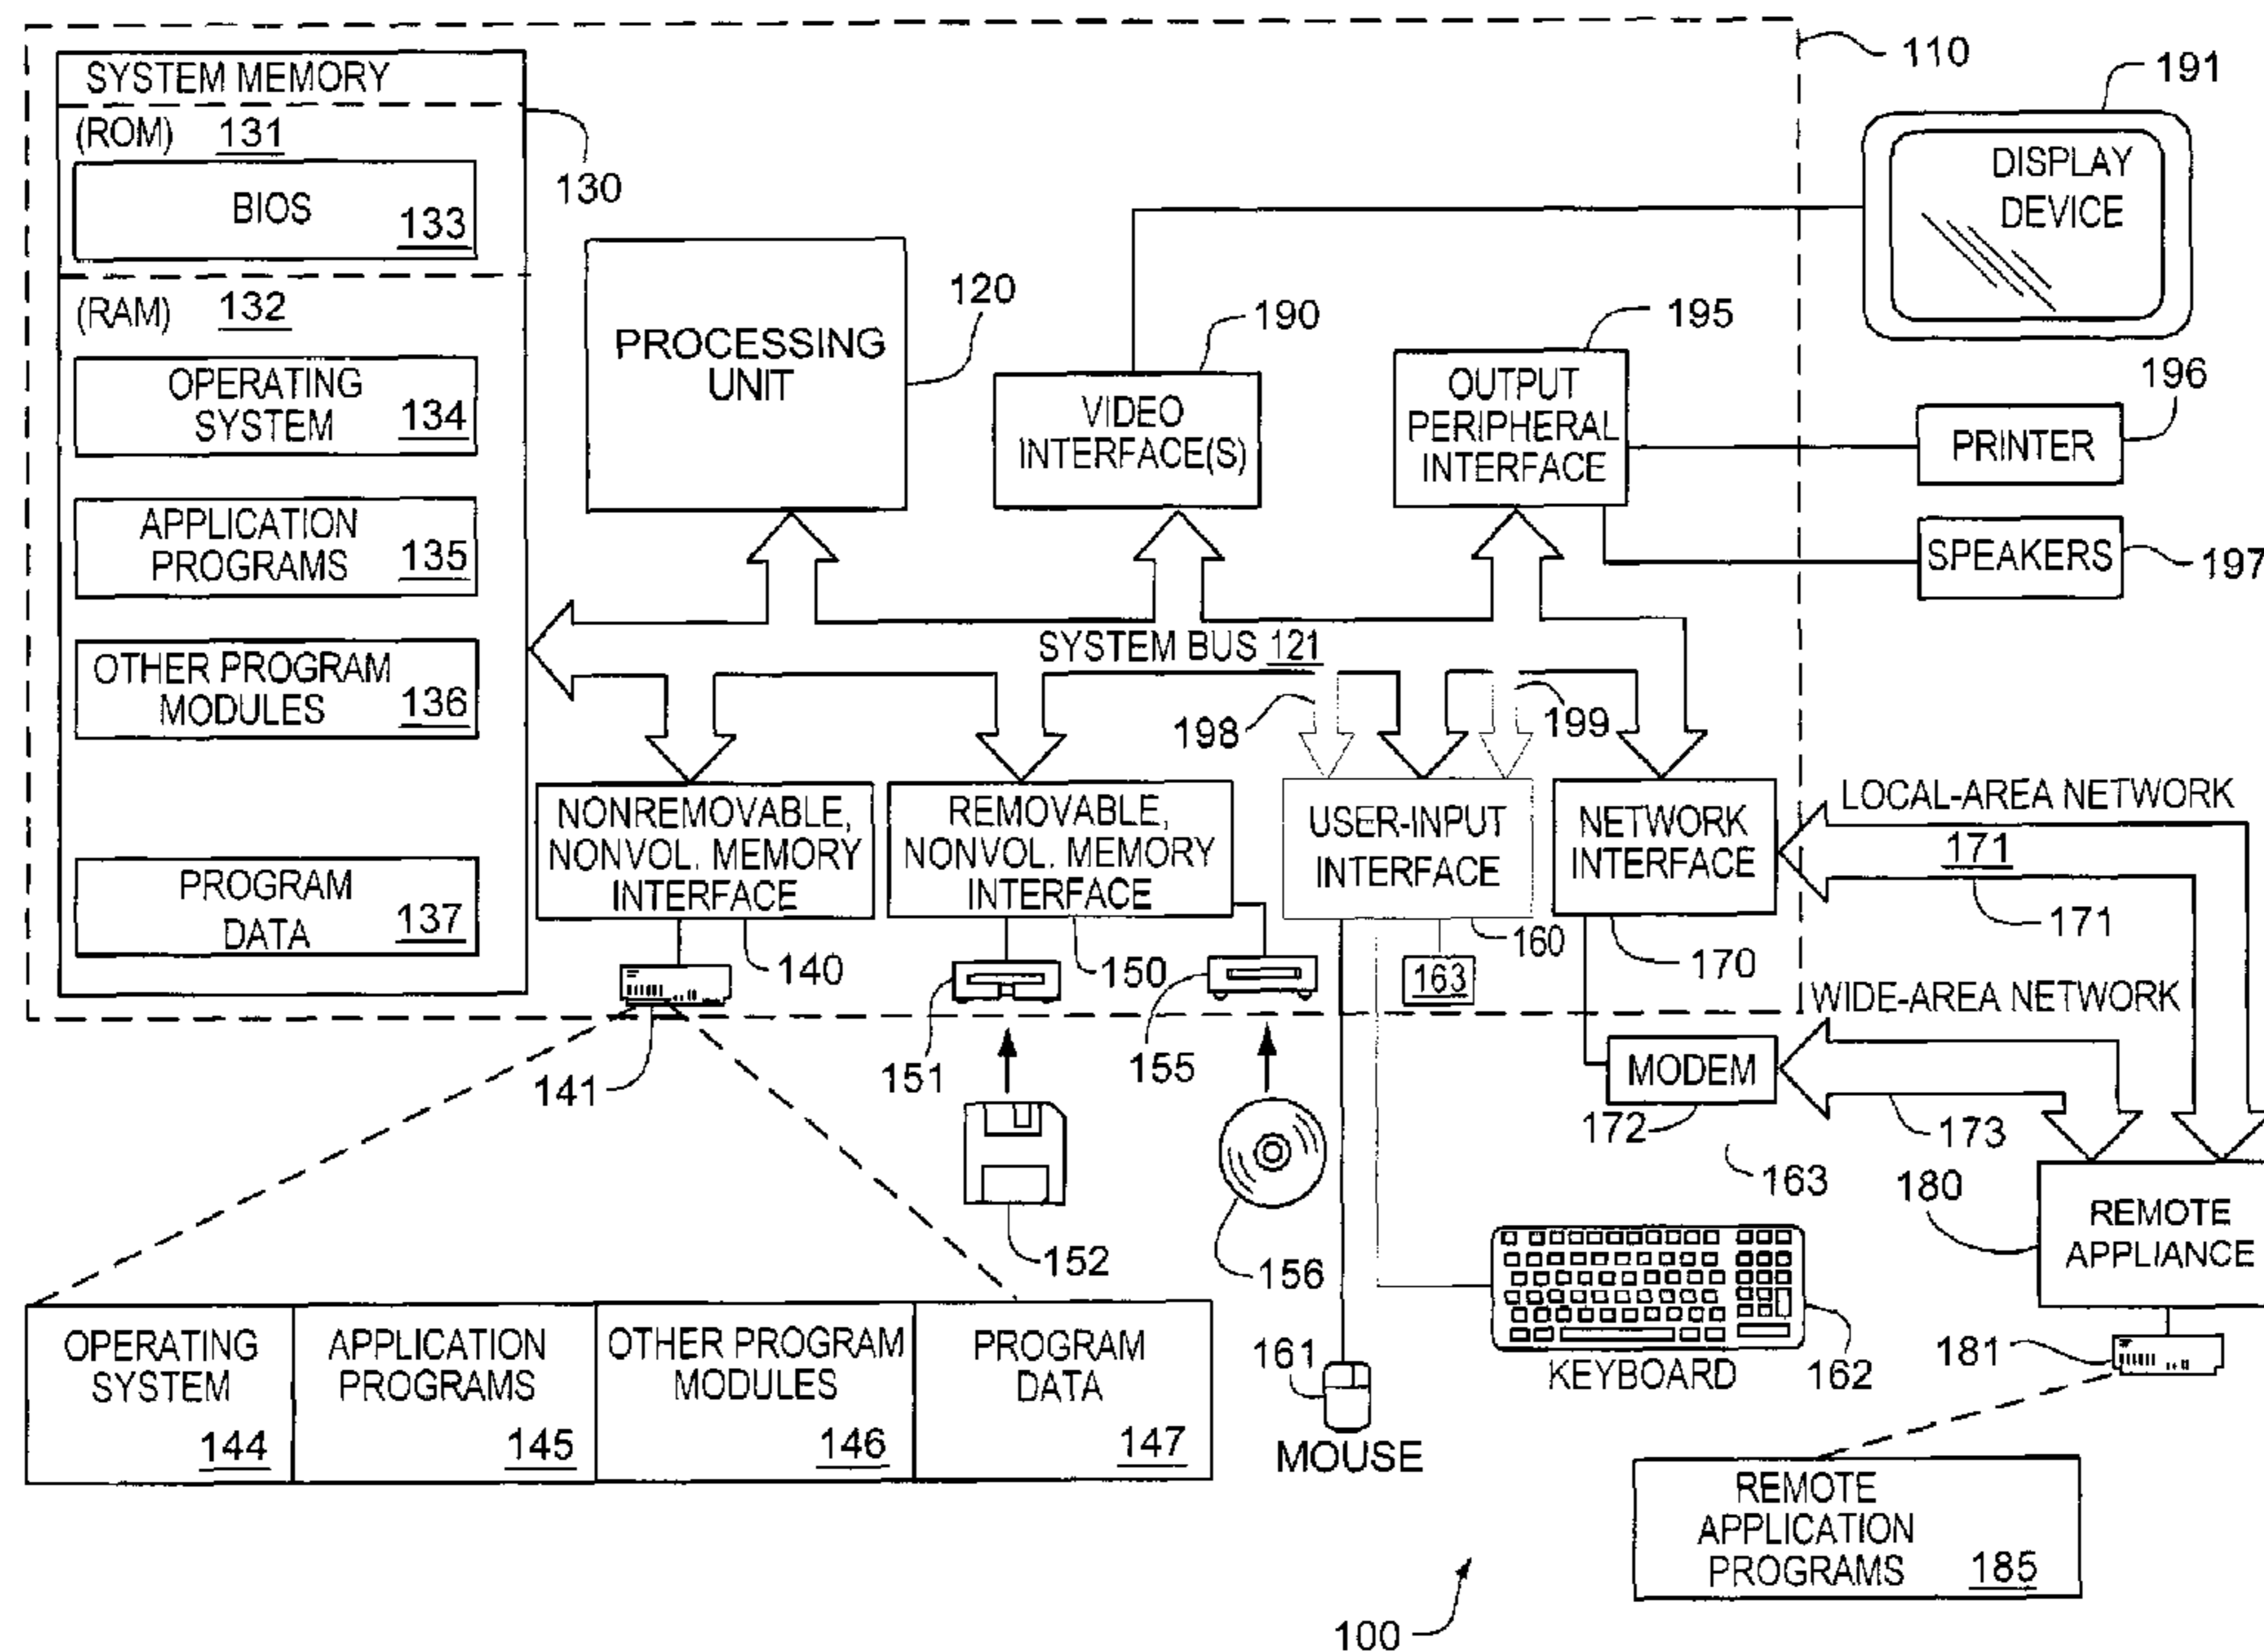 110
191
SYSTEM MEMORY
(ROM) 131
BIOS 133
130
DISPLAY
DEVICE
(RAM) 132
OPERATING
SYSTEM 134
APPLICATION
PROGRAMS 135
OTHER PROGRAM
MODULES 136
PROGRAM
DATA 137
PROCESSING
UNIT
120
VIDEO
INTERFACE(S)
190
OUTPUT
PERIPHERAL
INTERFACE
195
PRINTER
196
SPEAKERS
197
SYSTEM BUS 121
198
199
NONREMOVABLE,
NONVOL. MEMORY
INTERFACE
140
REMOVABLE,
NONVOL. MEMORY
INTERFACE
150
USER-INPUT
INTERFACE
160
163
NETWORK
INTERFACE
170
LOCAL-AREA NETWORK
171
171
WIDE-AREA NETWORK
141
151
155
MODEM
172
173
163
152
156
180
REMOTE
APPLIANCE
181
161
MOUSE
KEYBOARD
162
OPERATING
SYSTEM
144
APPLICATION
PROGRAMS
145
OTHER PROGRAM
MODULES
146
PROGRAM
DATA
147
REMOTE
APPLICATION
PROGRAMS 185
100